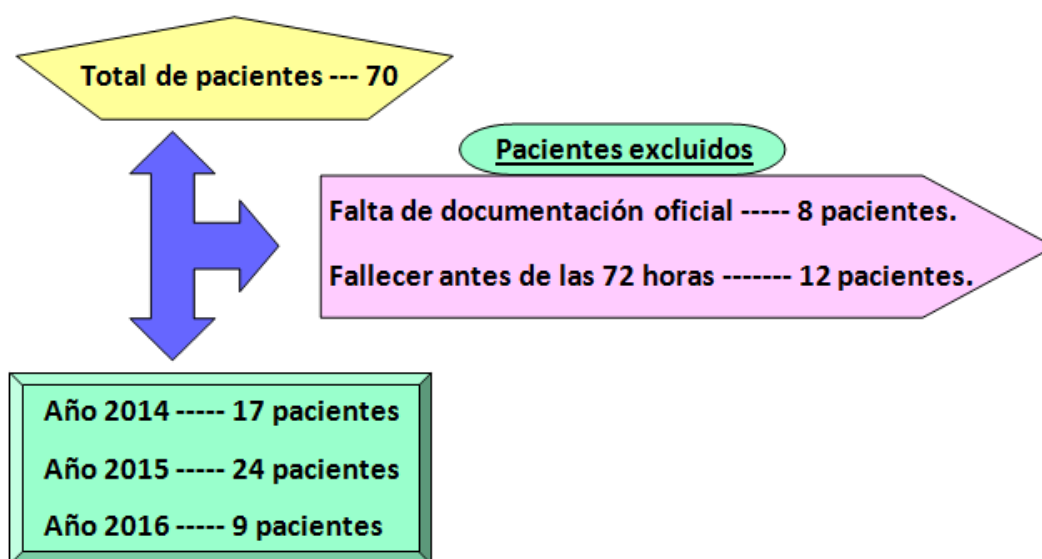 Total de pacientes --- 70
Pacientes excluidos
Falta de documentación oficial ----- 8 pacientes.
Fallecer antes de las 72 horas ------- 12 pacientes.
Año 2014 ----- 17 pacientes
Año 2015 ----- 24 pacientes
Año 2016 ----- 9 pacientes